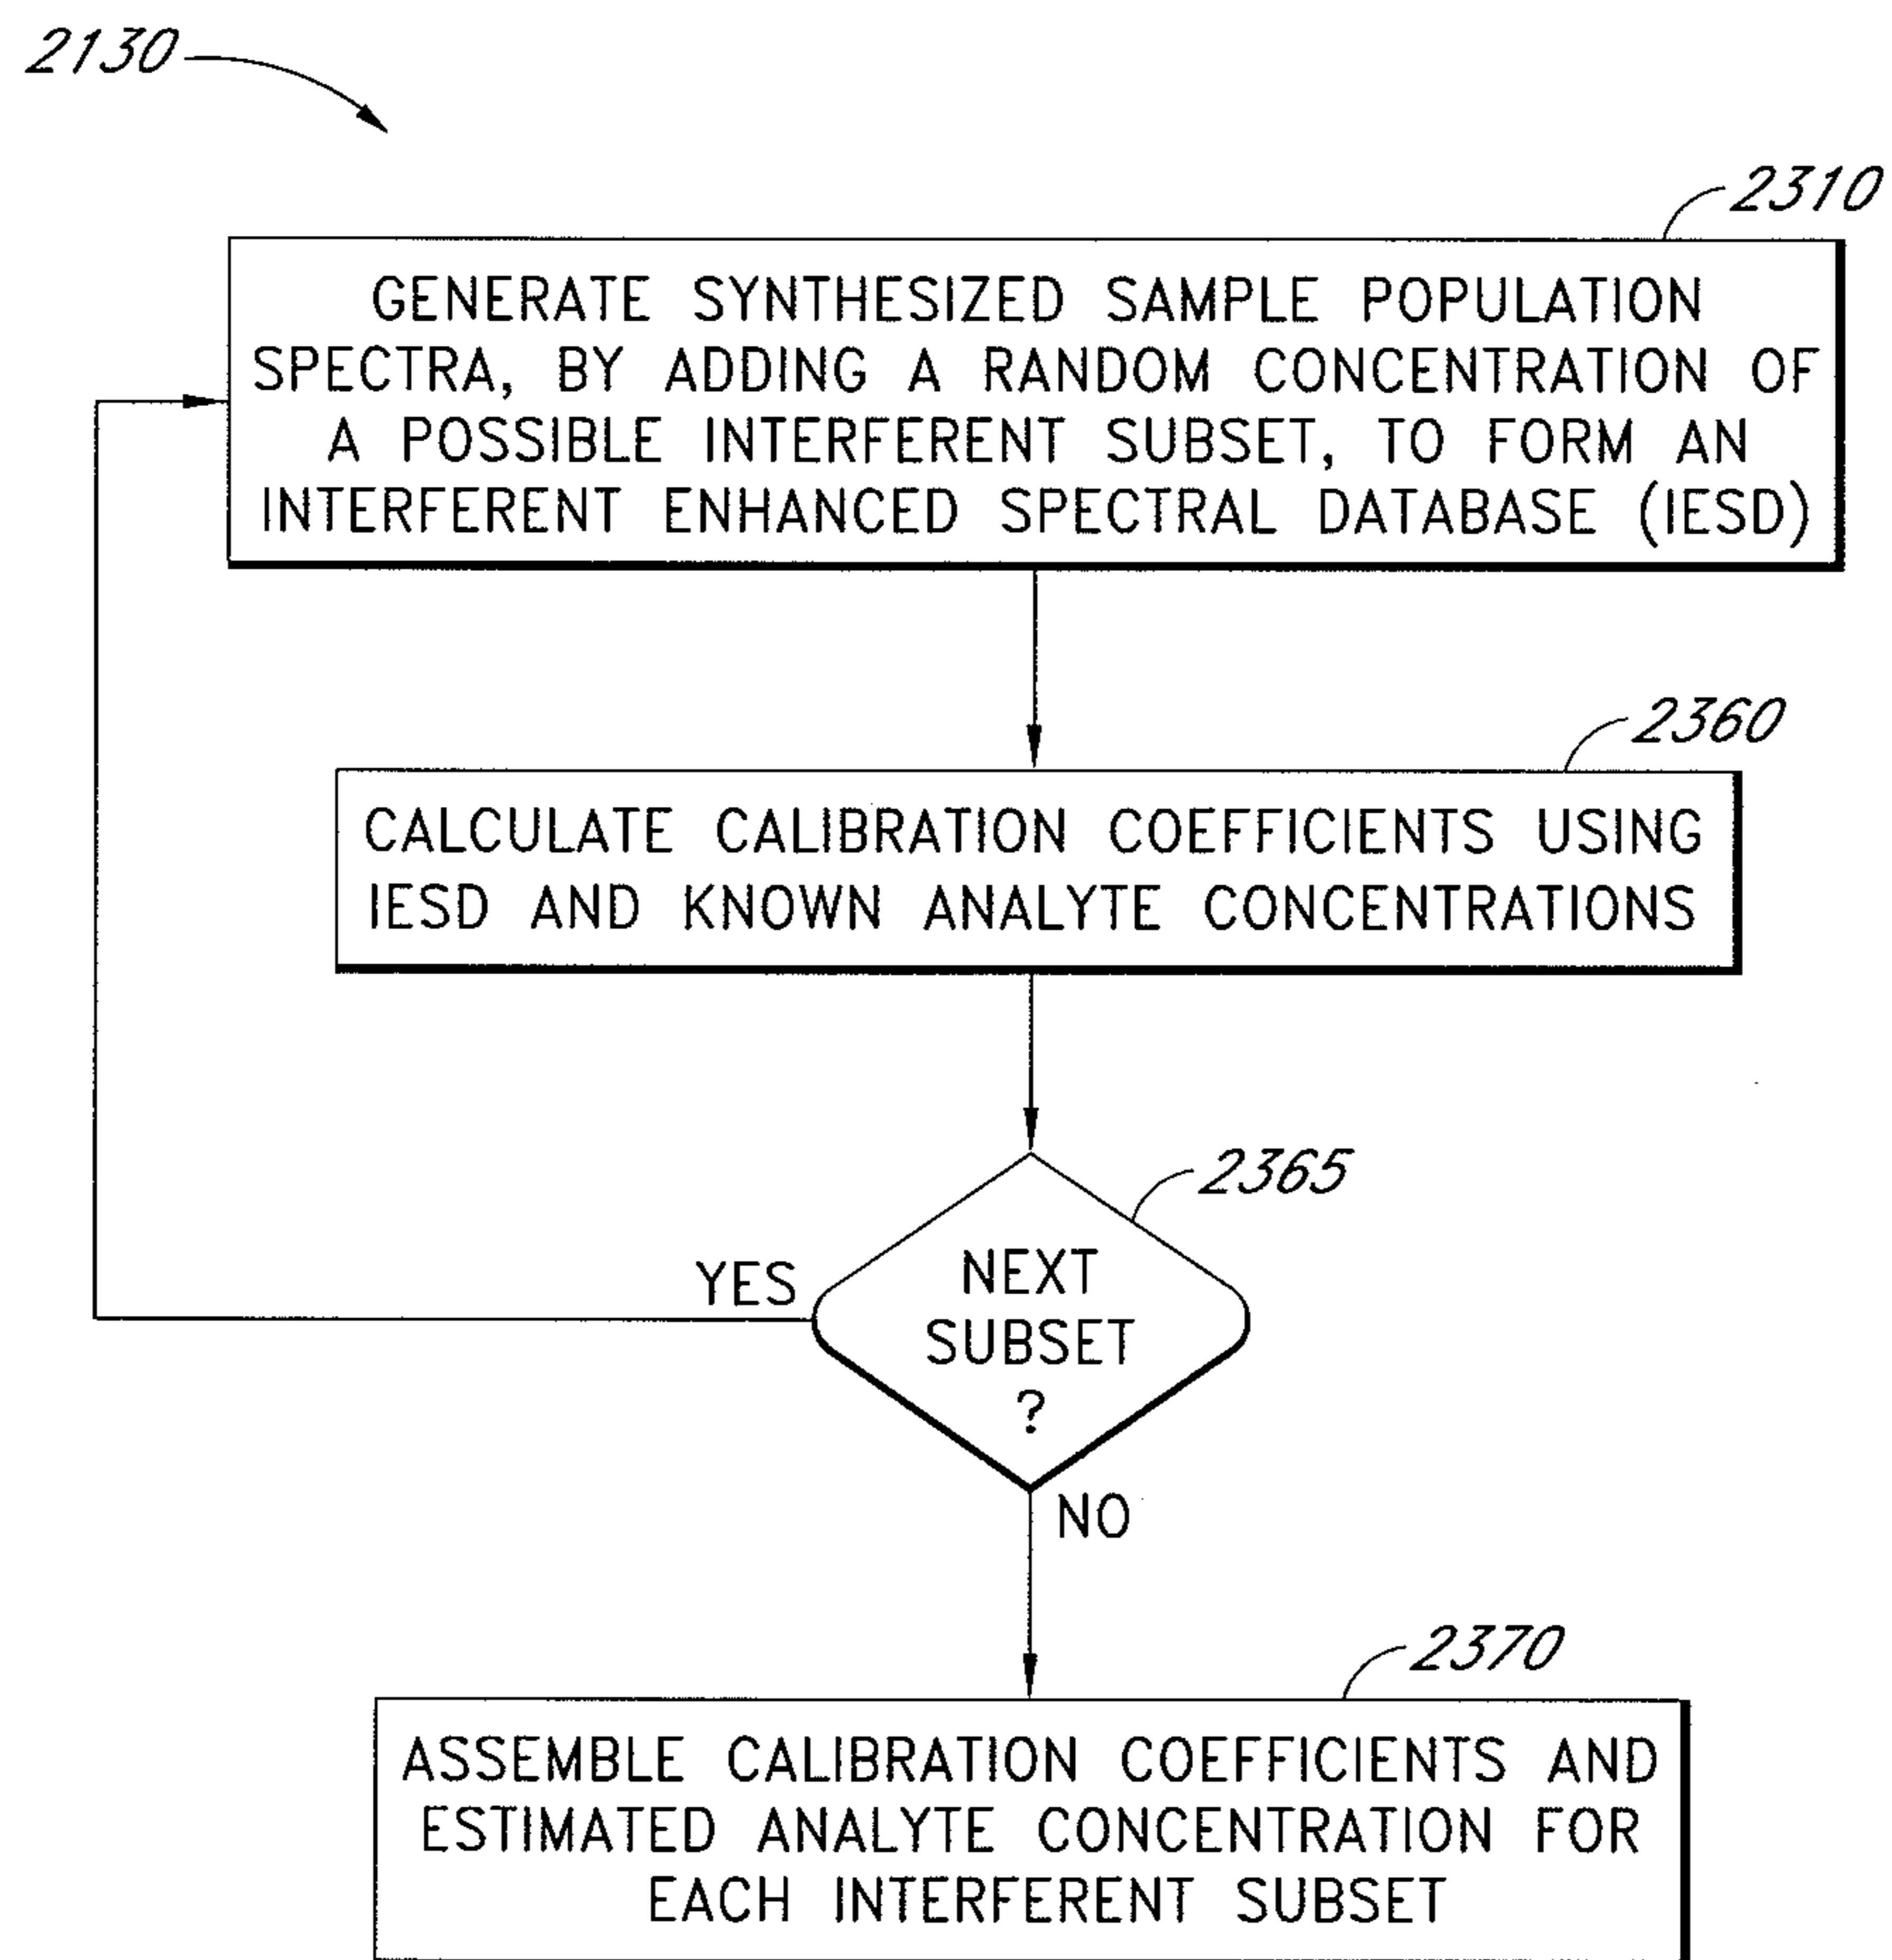 2130
2310
GENERATE SYNTHESIZED SAMPLE POPULATION
SPECTRA, BY ADDING A RANDOM CONCENTRATION OF
A POSSIBLE INTERFERENT SUBSET, TO FORM AN
INTERFERENT ENHANCED SPECTRAL DATABASE (IESD)
2360
CALCULATE CALIBRATION COEFFICIENTS USING
IESD AND KNOWN ANALYTE CONCENTRATIONS
2365
YES
NEXT
SUBSET
?
NO
2370
ASSEMBLE CALIBRATION COEFFICIENTS AND
ESTIMATED ANALYTE CONCENTRATION FOR
EACH INTERFERENT SUBSET